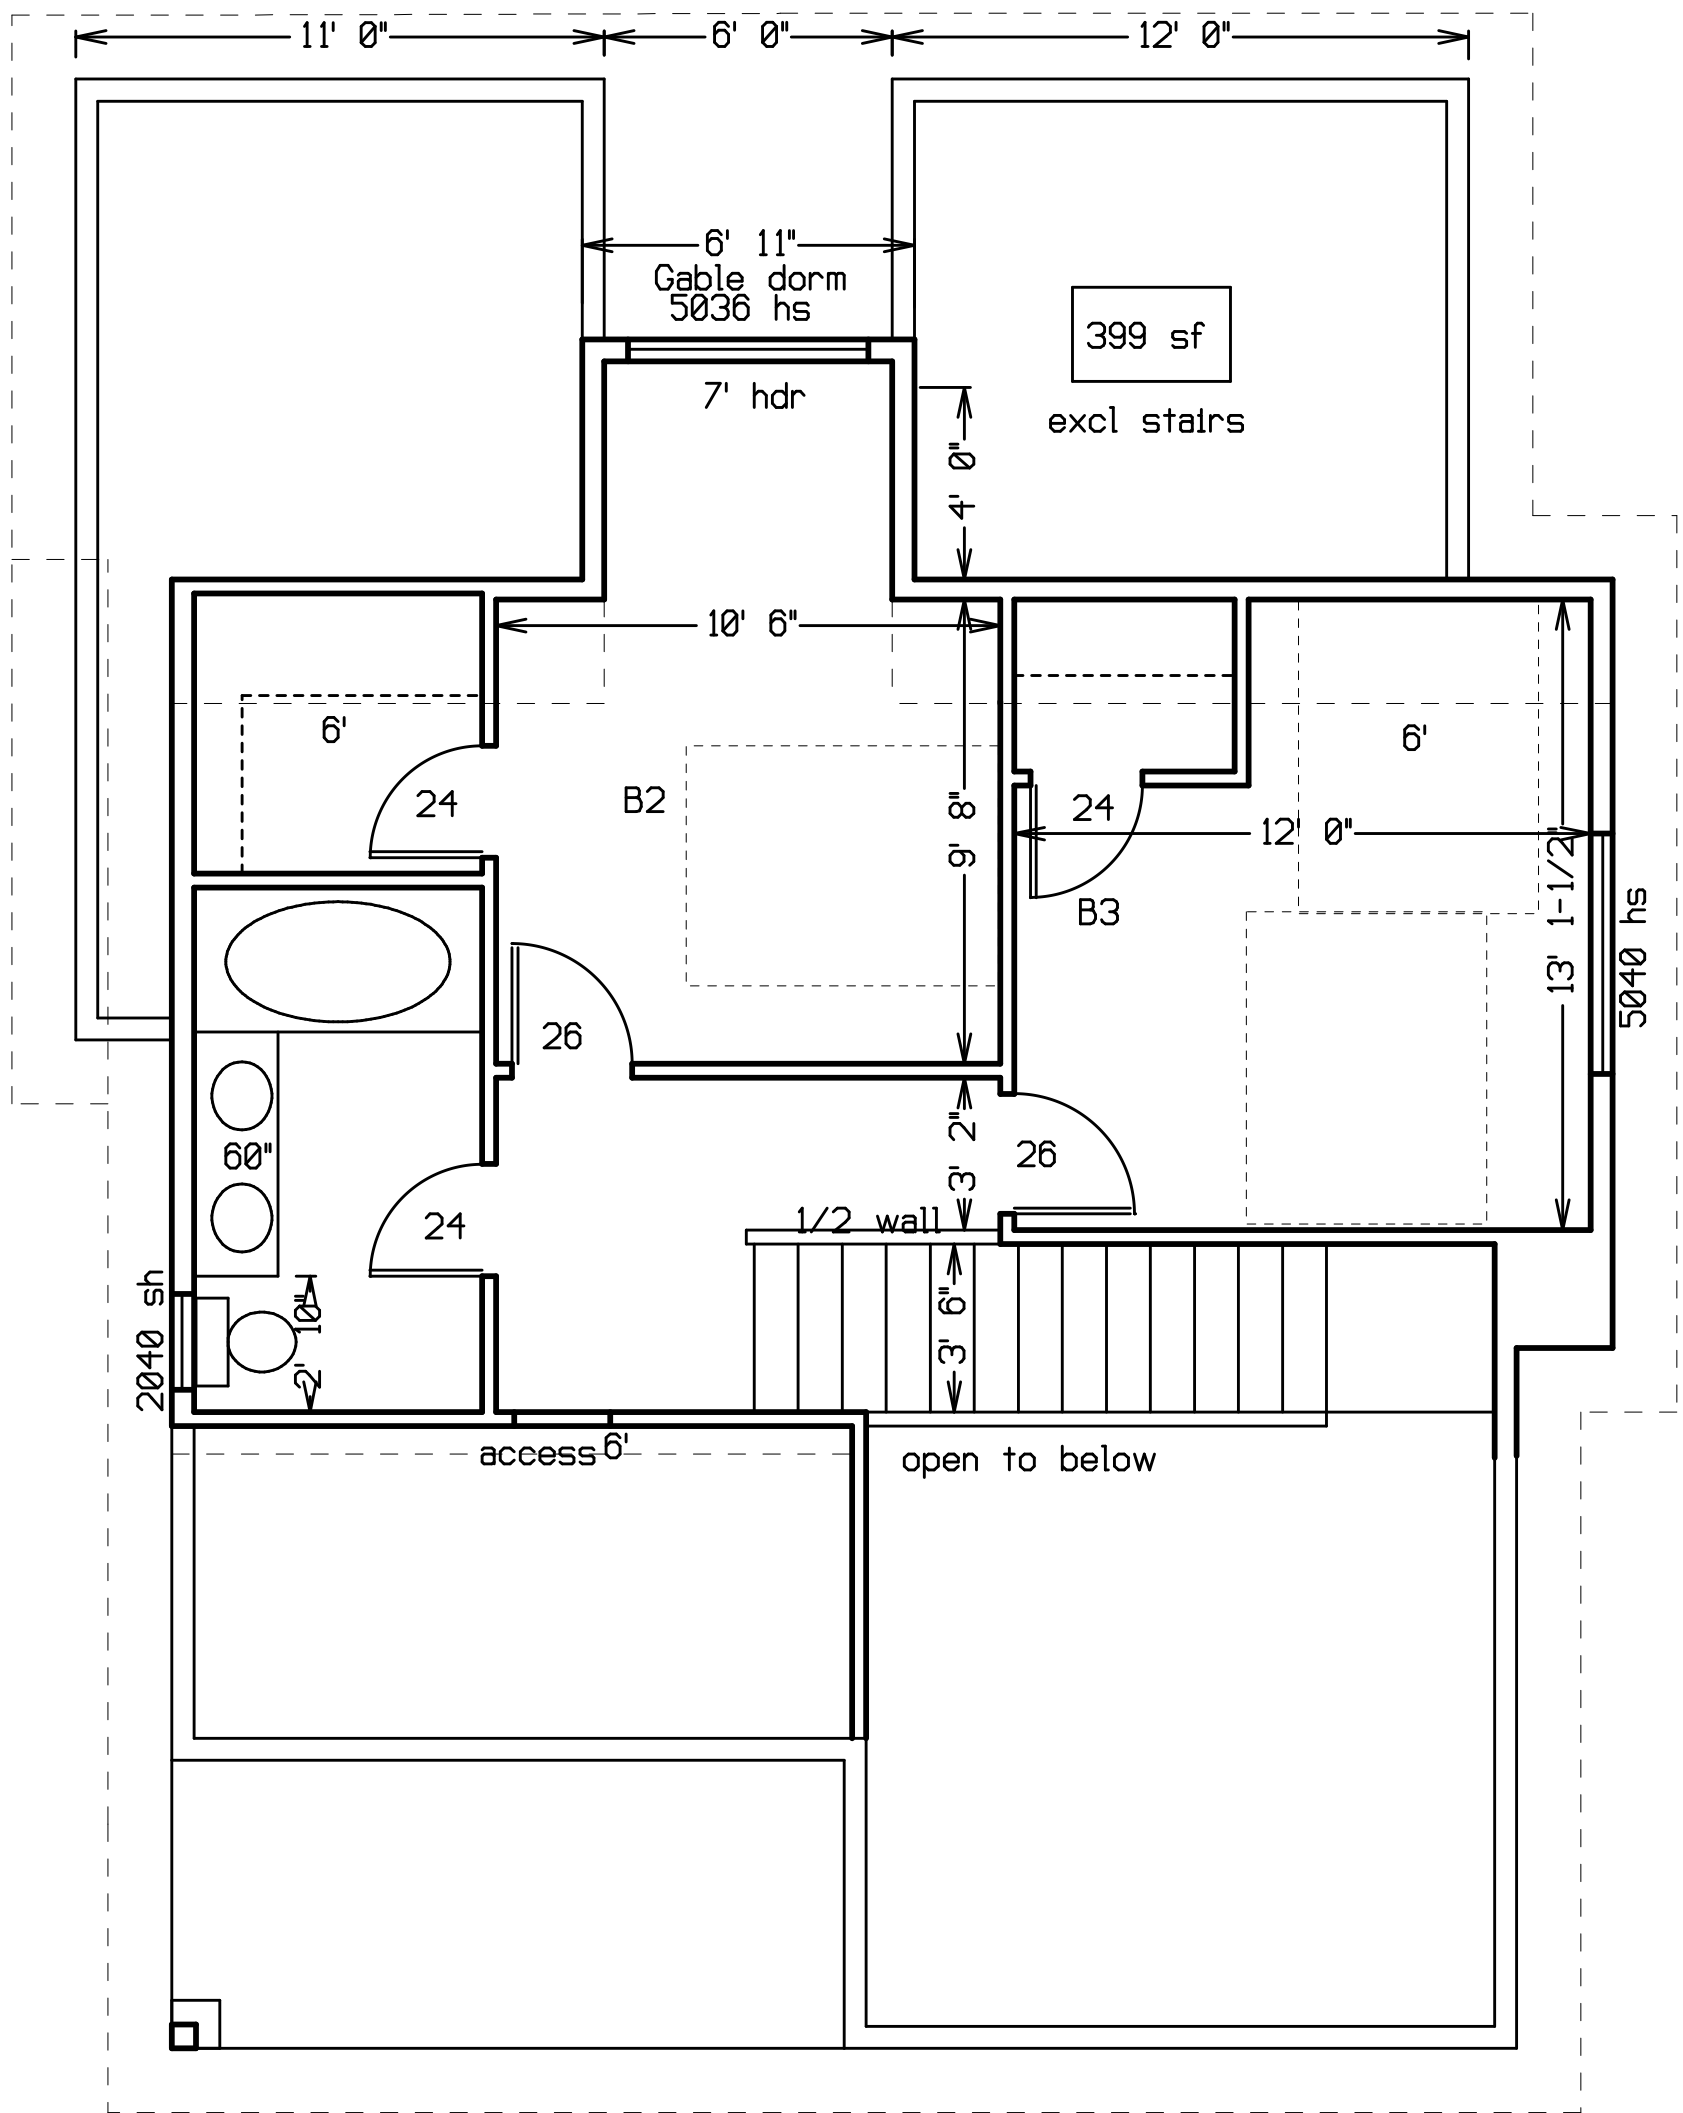 11' 0"
6' 0"
12' 0"
6' 11"
Gable dorm
5036 hs
399 sf
7' hdr
excl stairs
4' 0"
10' 6"
6'
6'
24
B2
9' 8"
24
12' 0"
13' 1-1/2"
B3
5040 hs
26
60"
3' 2"
26
24
1/2 wall
2040 sh
2' 10"
3' 6"
access
6'
open to below